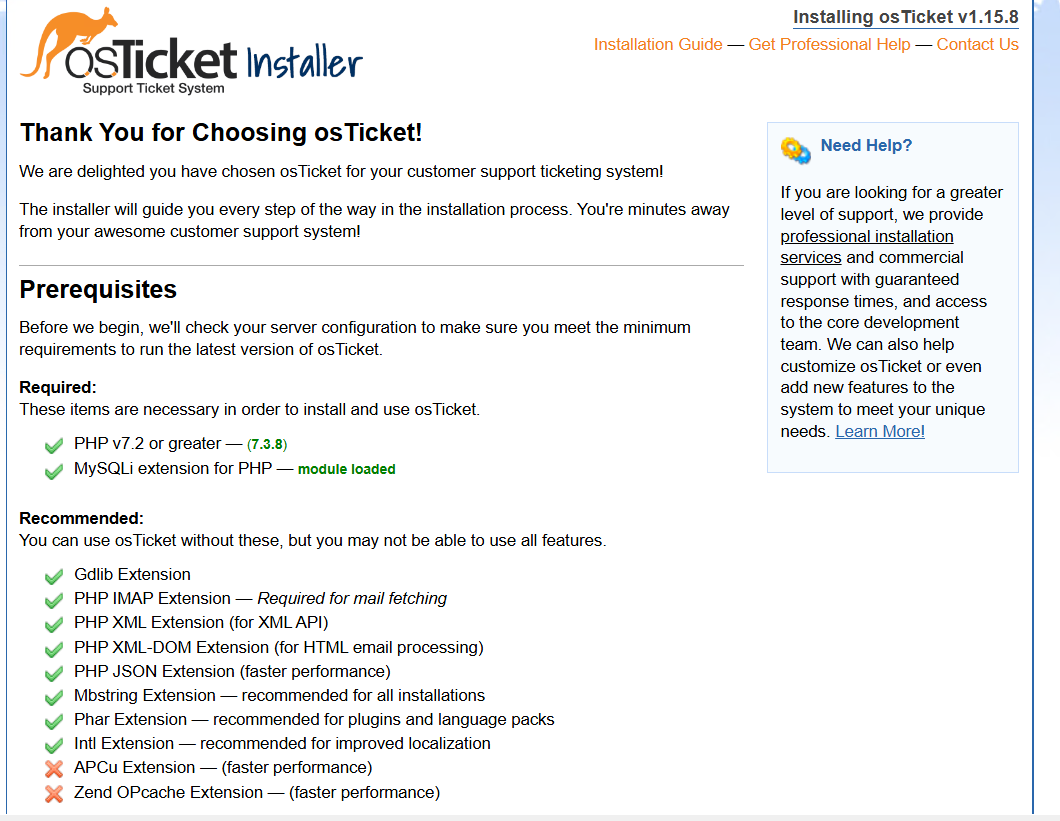 osTicket Installer
Support Ticket System
Installing osTicket v1.15.8
Installation Guide — Get Professional Help — Contact Us
Thank You for Choosing osTicket!
We are delighted you have chosen osTicket for your customer support ticketing system!
The installer will guide you every step of the way in the installation process. You're minutes away
from your awesome customer support system!
Prerequisites
Before we begin, we'll check your server configuration to make sure you meet the minimum
requirements to run the latest version of osTicket.
Required:
These items are necessary in order to install and use osTicket.
PHP v7.2 or greater — (7.3.8)
MySQLi extension for PHP — module loaded
Recommended:
You can use osTicket without these, but you may not be able to use all features.
Gdlib Extension
PHP IMAP Extension — Required for mail fetching
PHP XML Extension (for XML API)
PHP XML-DOM Extension (for HTML email processing)
PHP JSON Extension (faster performance)
Mbstring Extension — recommended for all installations
Phar Extension — recommended for plugins and language packs
Intl Extension — recommended for improved localization
APCu Extension — (faster performance)
Zend OPcache Extension — (faster performance)
Need Help?
If you are looking for a greater
level of support, we provide
professional installation
services and commercial
support with guaranteed
response times, and access
to the core development
team. We can also help
customize osTicket or even
add new features to the
system to meet your unique
needs. Learn More!